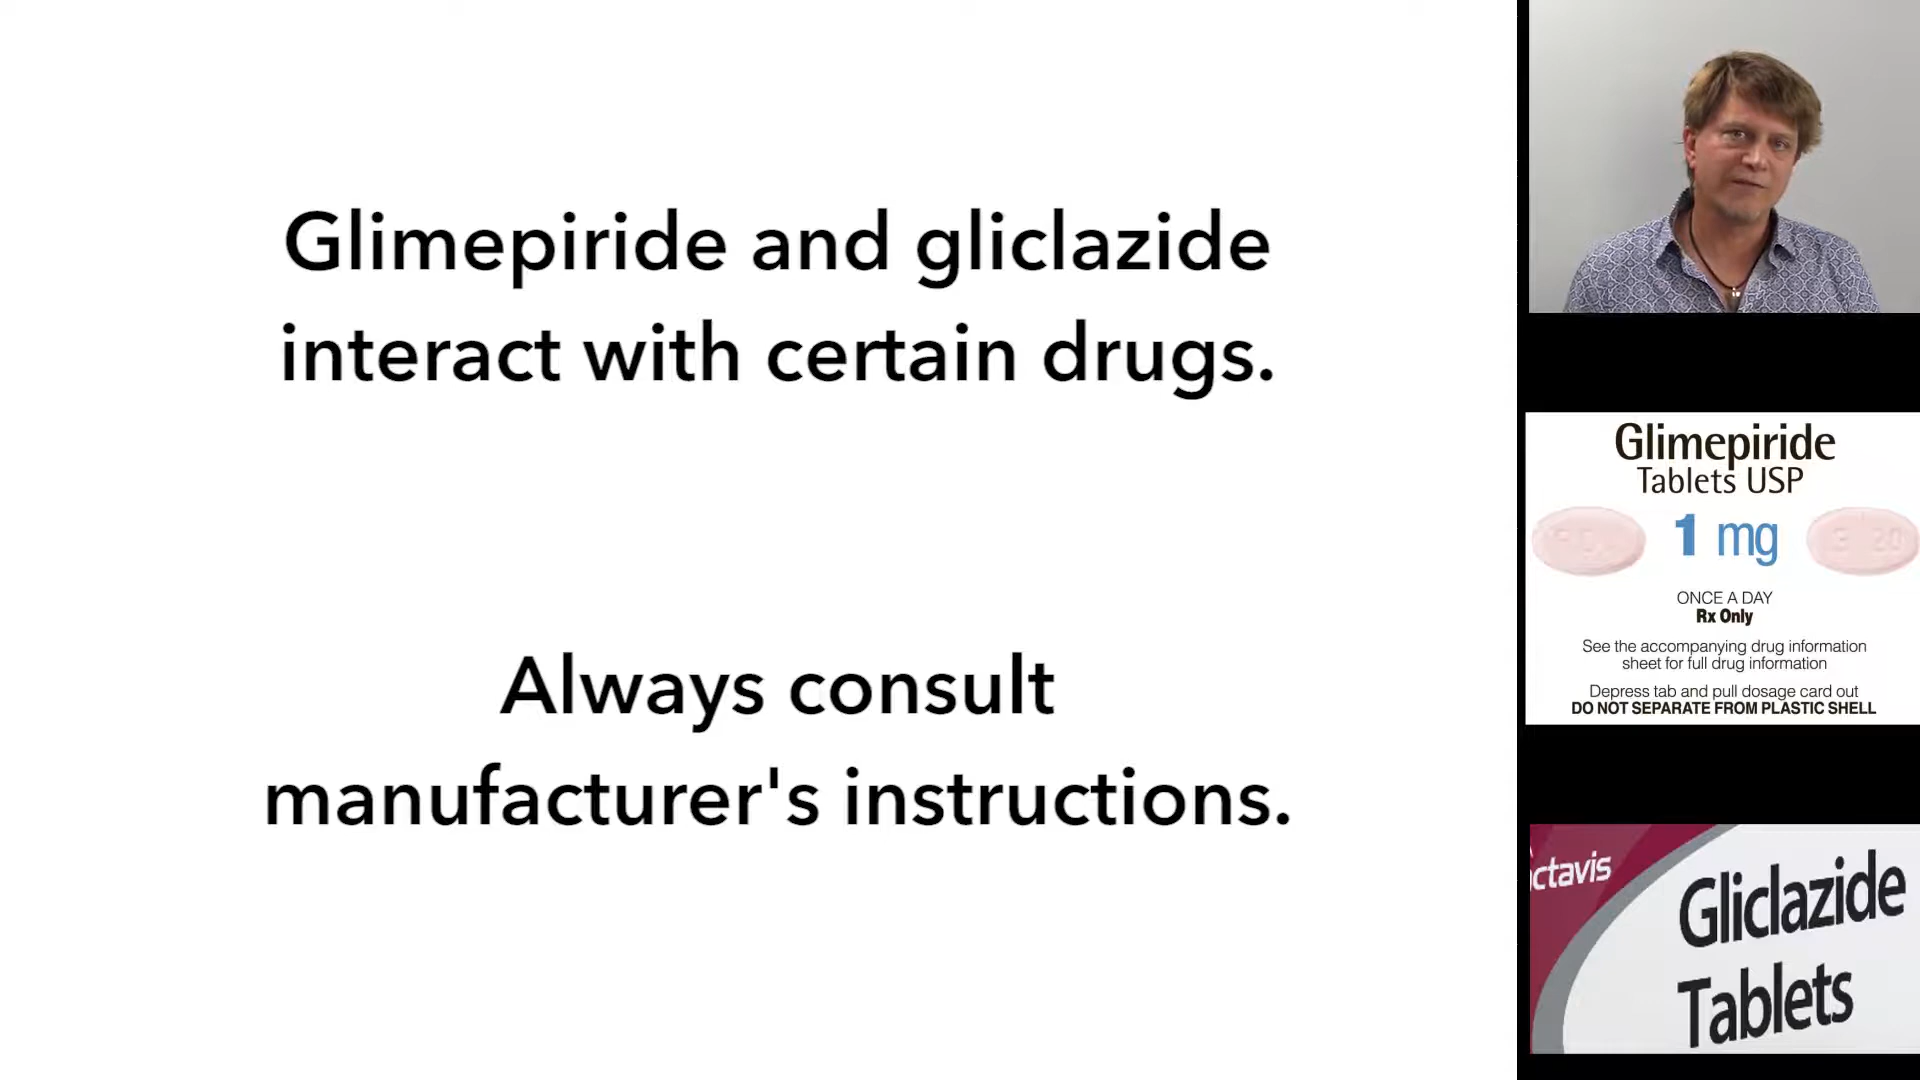 Glimepiride and gliclazide
interact with certain drugs.
Always consult
manufacturer's instructions.
Glimepiride
Tablets USP
1 mg
ONCE A DAY
Rx Only
See the accompanying drug information
sheet for full drug information
Depress tab and pull dosage card out
DO NOT SEPARATE FROM PLASTIC SHELL
ctavis
Gliclazide
Tablets